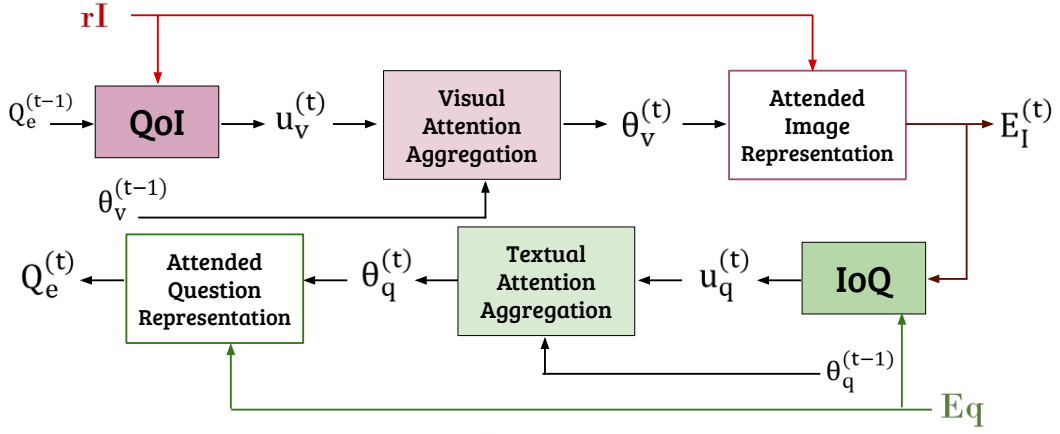 rI
Q_e^(t-1)
QoI
u_v^(t)
Visual
Attention
Aggregation
θ_v^(t)
Attended
Image
Representation
E_I^(t)
θ_v^(t-1)
Q_e^(t)
Attended
Question
Representation
θ_q^(t)
Textual
Attention
Aggregation
u_q^(t)
IoQ
θ_q^(t-1)
Eq